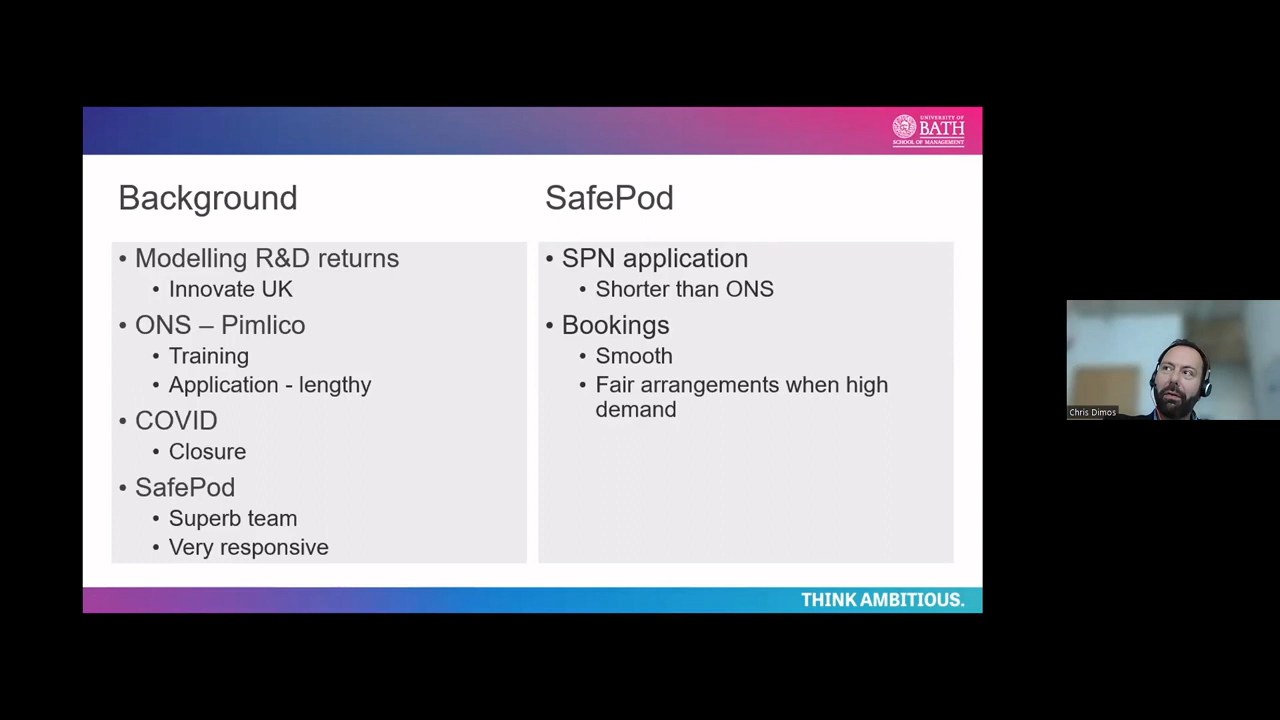 UNIVERSITY OF
BATH
SCHOOL OF MANAGEMENT
Background
• Modelling R&D returns
• Innovate UK
• ONS – Pimlico
• Training
• Application - lengthy
• COVID
• Closure
• SafePod
• Superb team
• Very responsive
SafePod
• SPN application
• Shorter than ONS
• Bookings
• Smooth
• Fair arrangements when high
demand
THINK AMBITIOUS.
Chris Dimos